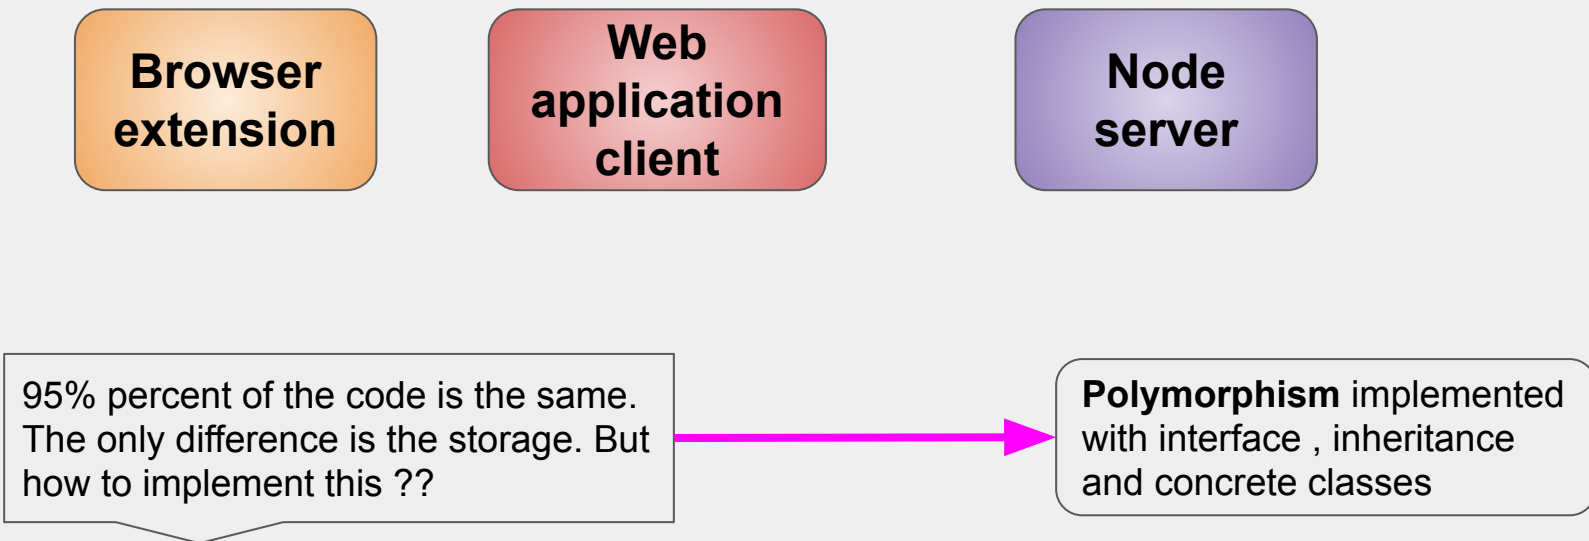 Browser
extension
Web
application
client
Node
server
95% percent of the code is the same.
The only difference is the storage. But
how to implement this ??
Polymorphism implemented
with interface , inheritance
and concrete classes